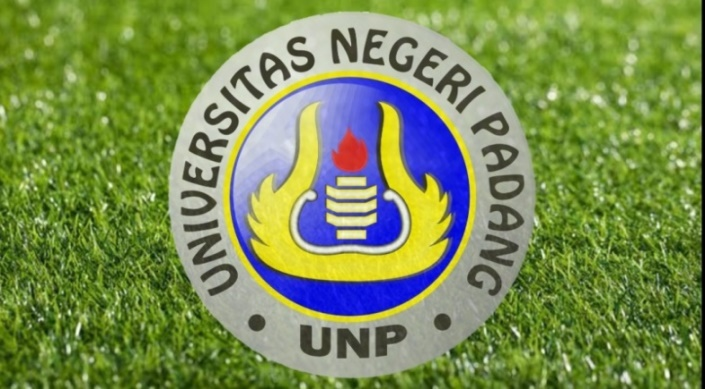 UNIVERSITAS NEGERI PADANG
• UNP •